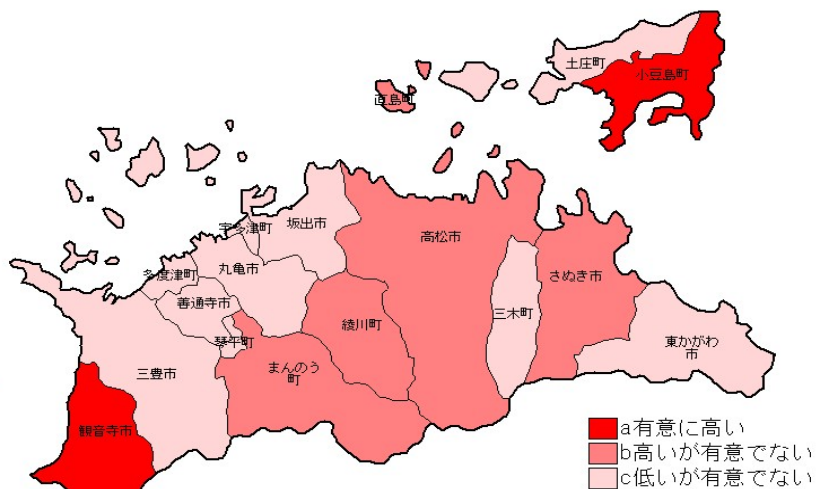 土庄町
小豆島町
直島町
宇多津町
坂出市
高松市
多度津町
丸亀市
さぬき市
善通寺市
三木町
綾川町
琴平町
東かがわ
市
まんのう
町
三豊市
観音寺市
a有意に高い
b高いが有意でない
c低いが有意でない